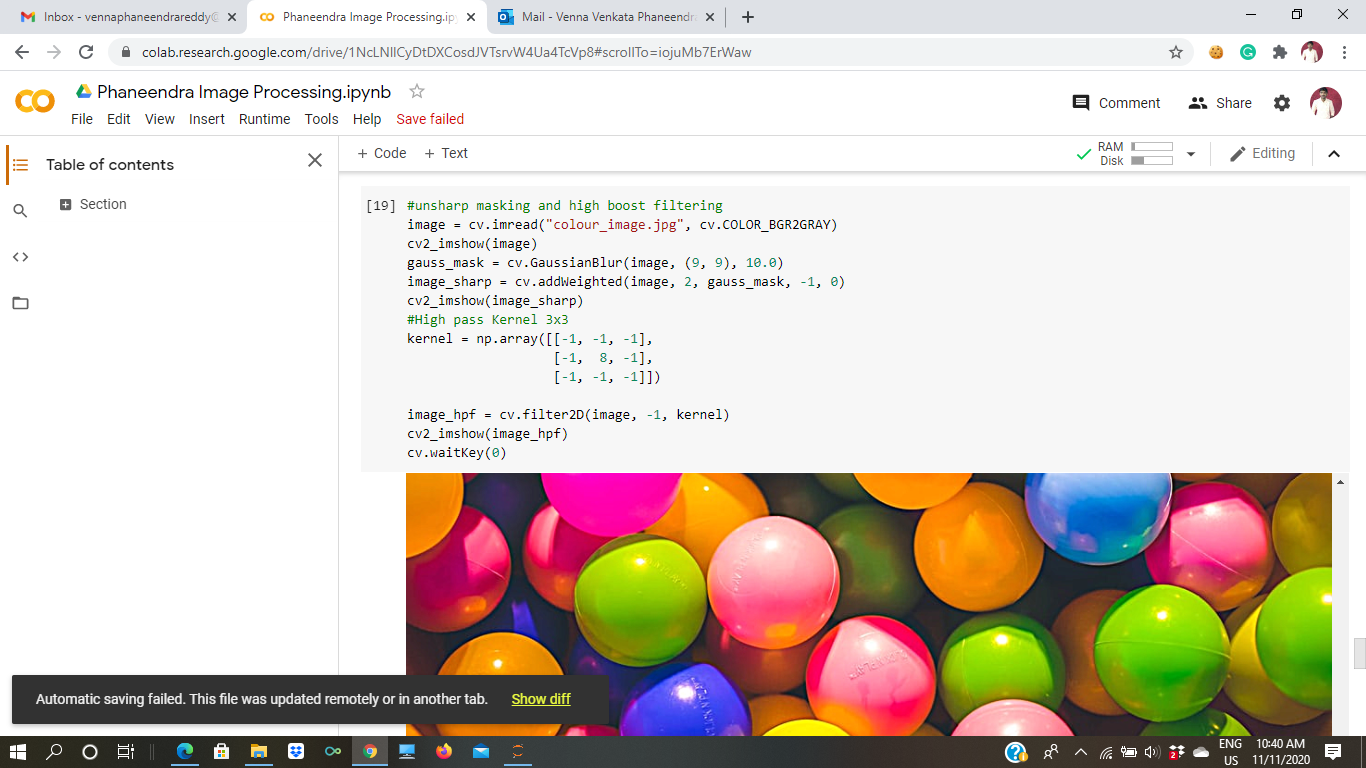 Inbox - vennaphaneendrareddy@
Phaneendra Image Processing.ip
Mail - Venna Venkata Phaneendr
colab.research.google.com/drive/1NcLNIlCyDtDXCosdJVTsrvW4Ua4TcVp8#scrollTo=iojuMb7ErWaw
Phaneendra Image Processing.ipynb
Comment
Share
File Edit View Insert Runtime Tools Help Save failed
Table of contents
Section
+ Code + Text
RAM
Disk
Editing
[19] #unsharp masking and high boost filtering
image = cv.imread("colour_image.jpg", cv.COLOR_BGR2GRAY)
cv2_imshow(image)
gauss_mask = cv.GaussianBlur(image, (9, 9), 10.0)
image_sharp = cv.addWeighted(image, 2, gauss_mask, -1, 0)
cv2_imshow(image_sharp)
#High pass Kernel 3x3
kernel = np.array([[-1, -1, -1],
[-1,  8, -1],
[-1, -1, -1]])
image_hpf = cv.filter2D(image, -1, kernel)
cv2_imshow(image_hpf)
cv.waitKey(0)
Automatic saving failed. This file was updated remotely or in another tab. Show diff
ENG
US
10:40 AM
11/11/2020